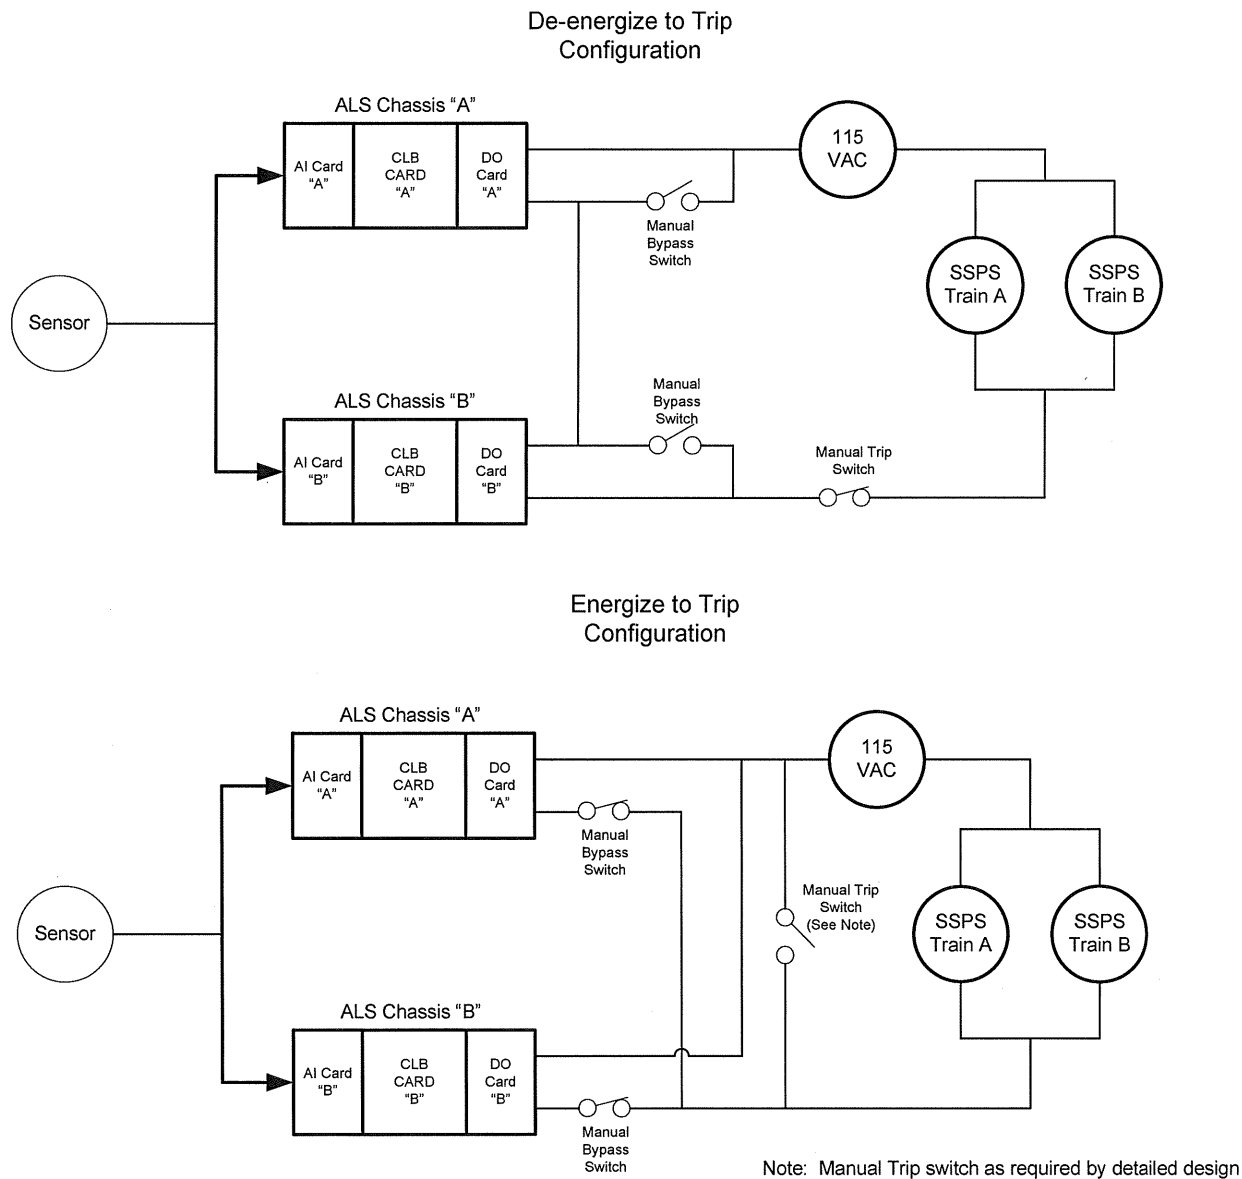 De-energize to Trip
Configuration
ALS Chassis “A”
AI Card
“A”
CLB
CARD
“A”
DO
Card
“A”
115
VAC
Manual
Bypass
Switch
SSPS
Train A
SSPS
Train B
Sensor
ALS Chassis “B”
AI Card
“B”
CLB
CARD
“B”
DO
Card
“B”
Manual
Bypass
Switch
Manual Trip
Switch
Energize to Trip
Configuration
ALS Chassis “A”
AI Card
“A”
CLB
CARD
“A”
DO
Card
“A”
115
VAC
Manual
Bypass
Switch
Manual Trip
Switch
(See Note)
SSPS
Train A
SSPS
Train B
Sensor
ALS Chassis “B”
AI Card
“B”
CLB
CARD
“B”
DO
Card
“B”
Manual
Bypass
Switch
Note: Manual Trip switch as required by detailed design